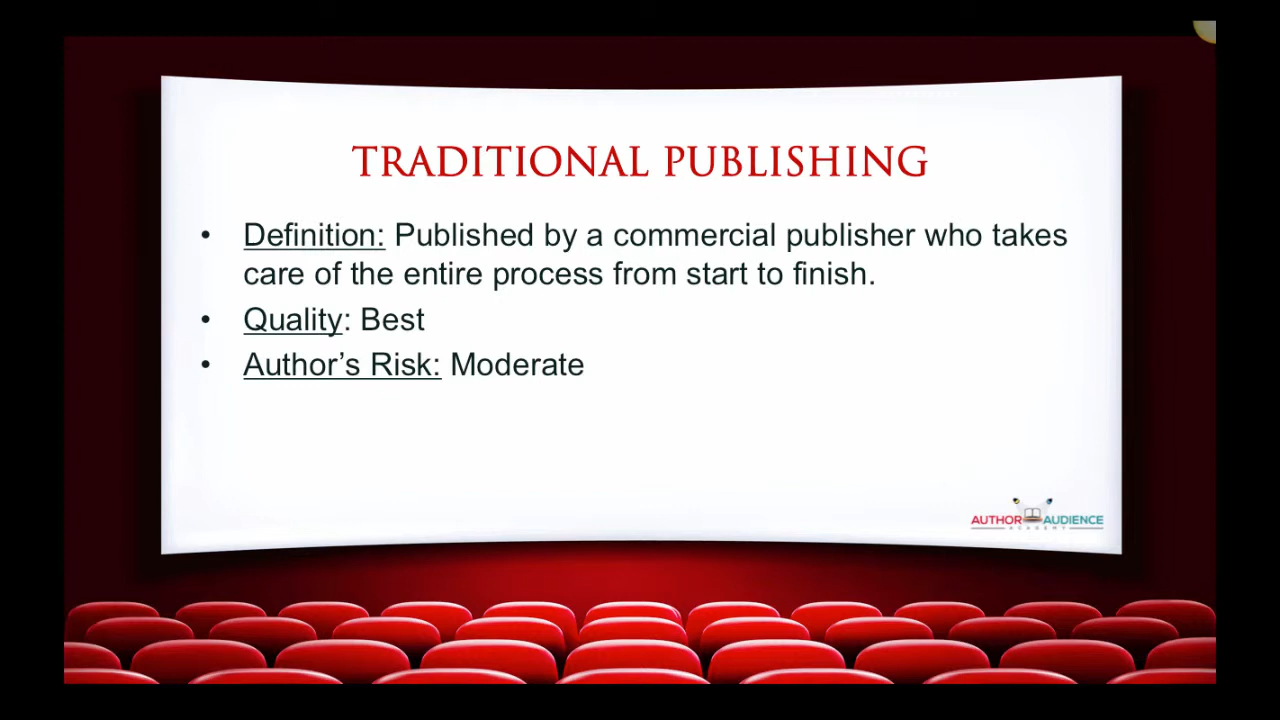 TRADITIONAL PUBLISHING
• Definition: Published by a commercial publisher who takes
care of the entire process from start to finish.
• Quality: Best
• Author’s Risk: Moderate
AUTHOR AUDIENCE
ACADEMY